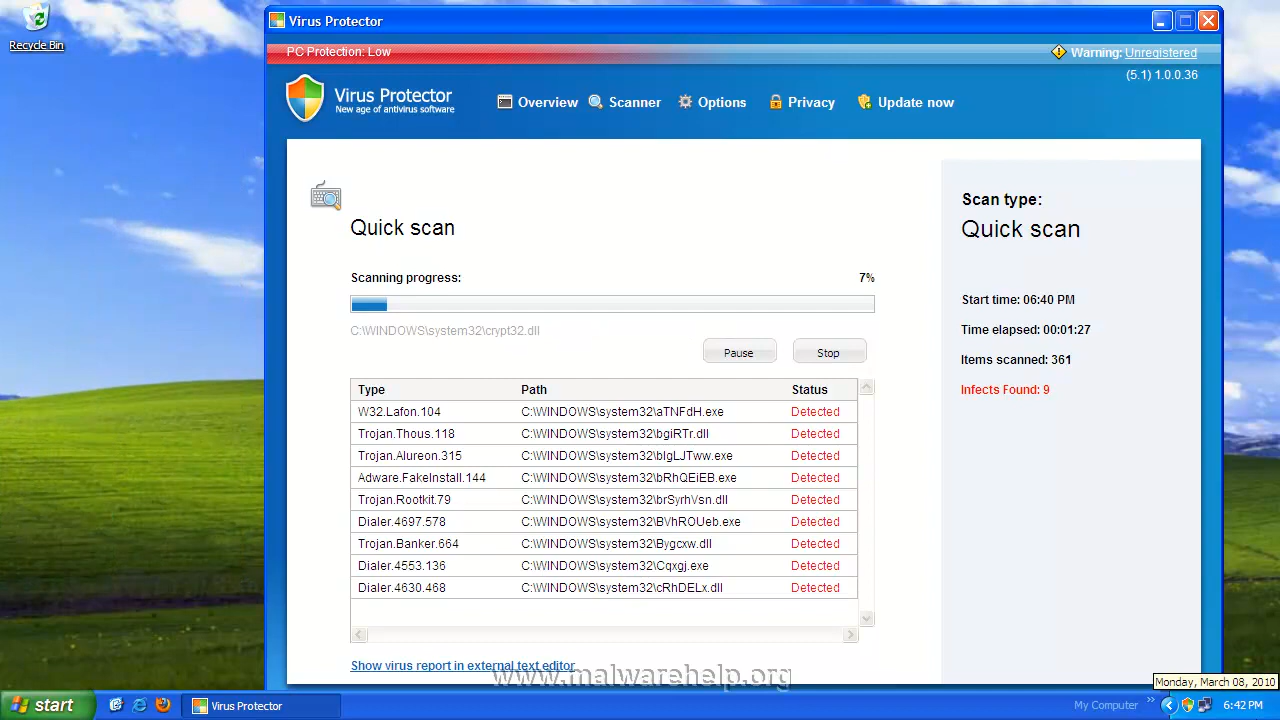 Recycle Bin
Virus Protector
PC Protection: Low
Warning: Unregistered
(5.1) 1.0.0.36
Virus Protector
New age of antivirus software
Overview
Scanner
Options
Privacy
Update now
Quick scan
Scanning progress:
7%
C:\WINDOWS\system32\crypt32.dll
Pause
Stop
Type Path Status
W32.Lafon.104 C:\WINDOWS\system32\aTNFdH.exe Detected
Trojan.Thous.118 C:\WINDOWS\system32\bgiRTr.dll Detected
Trojan.Alureon.315 C:\WINDOWS\system32\blgLJTww.exe Detected
Adware.FakeInstall.144 C:\WINDOWS\system32\bRhQEiEB.exe Detected
Trojan.Rootkit.79 C:\WINDOWS\system32\brSyrhVsn.dll Detected
Dialer.4697.578 C:\WINDOWS\system32\BVhROUeb.exe Detected
Trojan.Banker.664 C:\WINDOWS\system32\Bygcxw.dll Detected
Dialer.4553.136 C:\WINDOWS\system32\Cqxgj.exe Detected
Dialer.4630.468 C:\WINDOWS\system32\cRhDELx.dll Detected
Show virus report in external text editor
Scan type:
Quick scan
Start time: 06:40 PM
Time elapsed: 00:01:27
Items scanned: 361
Infects Found: 9
www.malwarehelp.org
Monday, March 08, 2010
start
Virus Protector
My Computer
6:42 PM